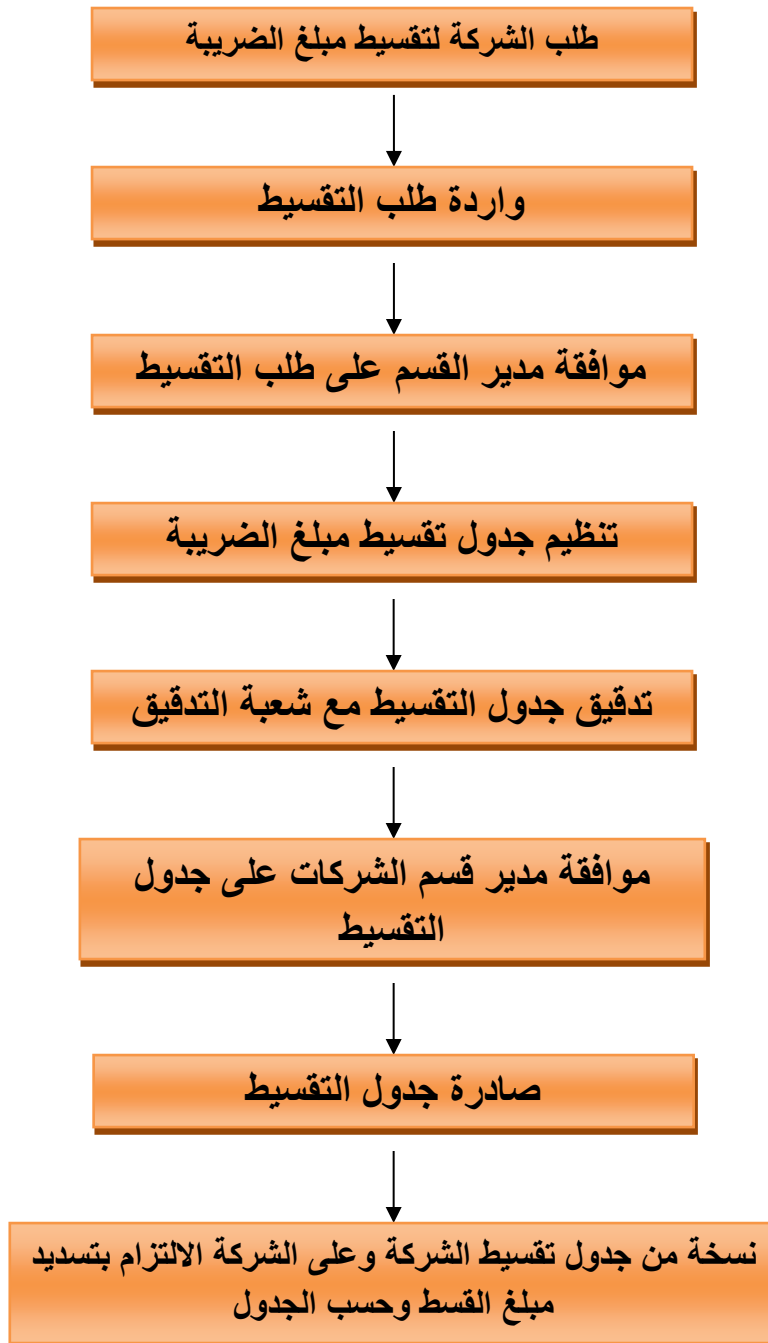 طلب الشركة لتقسيط مبلغ الضريبة
واردة طلب التقسيط
موافقة مدير القسم على طلب التقسيط
تنظيم جدول تقسيط مبلغ الضريبة
تدقيق جدول التقسيط مع شعبة التدقيق
موافقة مدير قسم الشركات على جدول
التقسيط
صادرة جدول التقسيط
نسخة من جدول تقسيط الشركة وعلى الشركة الالتزام بتسديد
مبلغ القسط وحسب الجدول